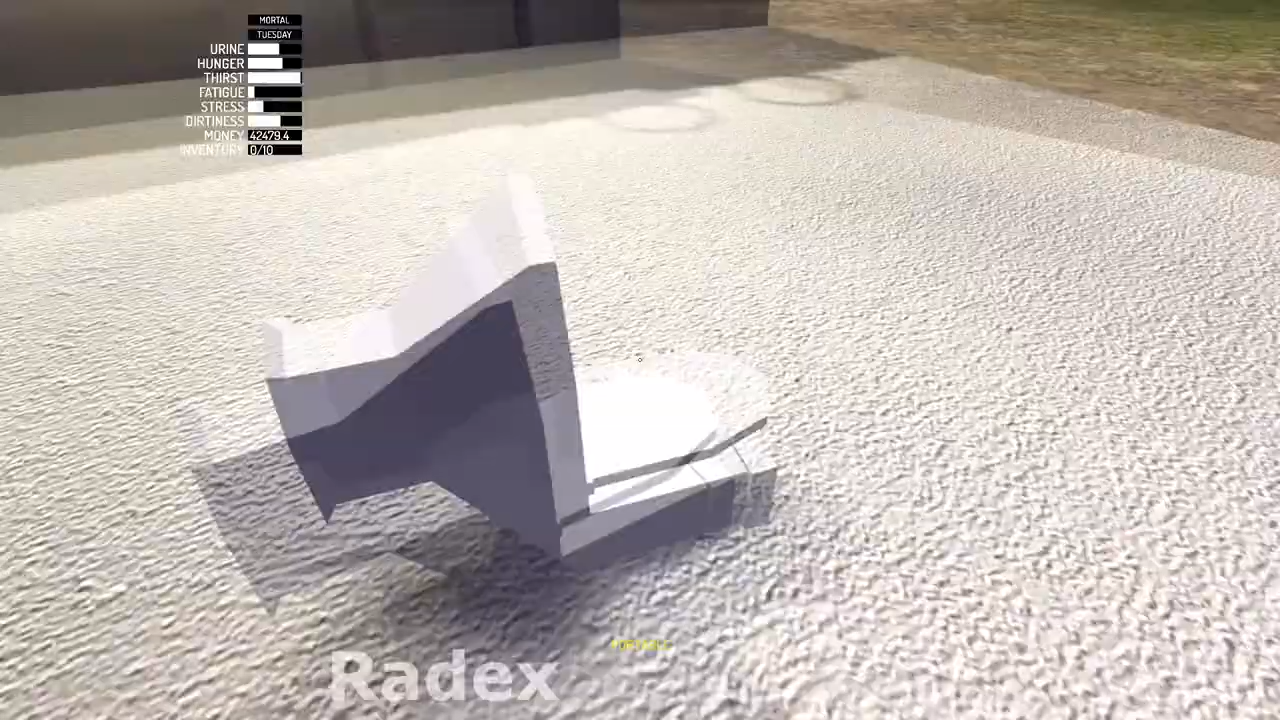 MORTAL
TUESDAY
URINE
HUNGER
THIRST
FATIGUE
STRESS
DIRTINESS
MONEY 42479.4
INVENTORY 0/10
Radex